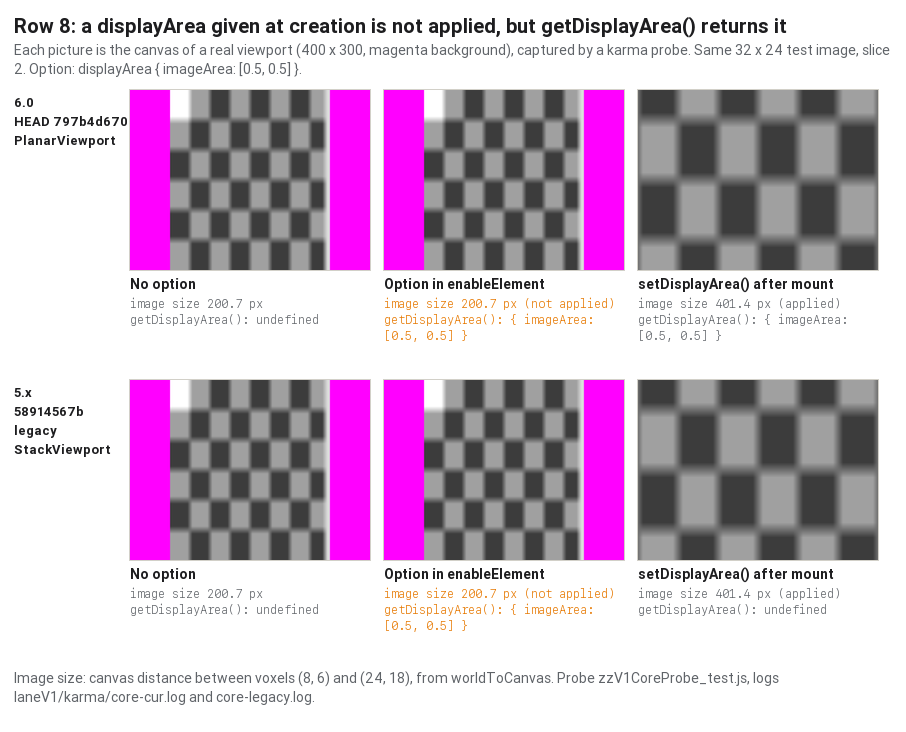 Row 8: a displayArea given at creation is not applied, but getDisplayArea() returns it
Each picture is the canvas of a real viewport (400 x 300, magenta background), captured by a karma probe. Same 32 x 24 test image, slice
2. Option: displayArea { imageArea: [0.5, 0.5] }.
6.0
HEAD 797b4d670
PlanarViewport
No option
image size 200.7 px
getDisplayArea(): undefined
Option in enableElement
image size 200.7 px (not applied)
getDisplayArea(): { imageArea:
[0.5, 0.5] }
setDisplayArea() after mount
image size 401.4 px (applied)
getDisplayArea(): { imageArea:
[0.5, 0.5] }
5.x
58914567b
legacy
StackViewport
No option
image size 200.7 px
getDisplayArea(): undefined
Option in enableElement
image size 200.7 px (not applied)
getDisplayArea(): { imageArea:
[0.5, 0.5] }
setDisplayArea() after mount
image size 401.4 px (applied)
getDisplayArea(): undefined
Image size: canvas distance between voxels (8, 6) and (24, 18), from worldToCanvas. Probe zzV1CoreProbe_test.js, logs
laneV1/karma/core-cur.log and core-legacy.log.